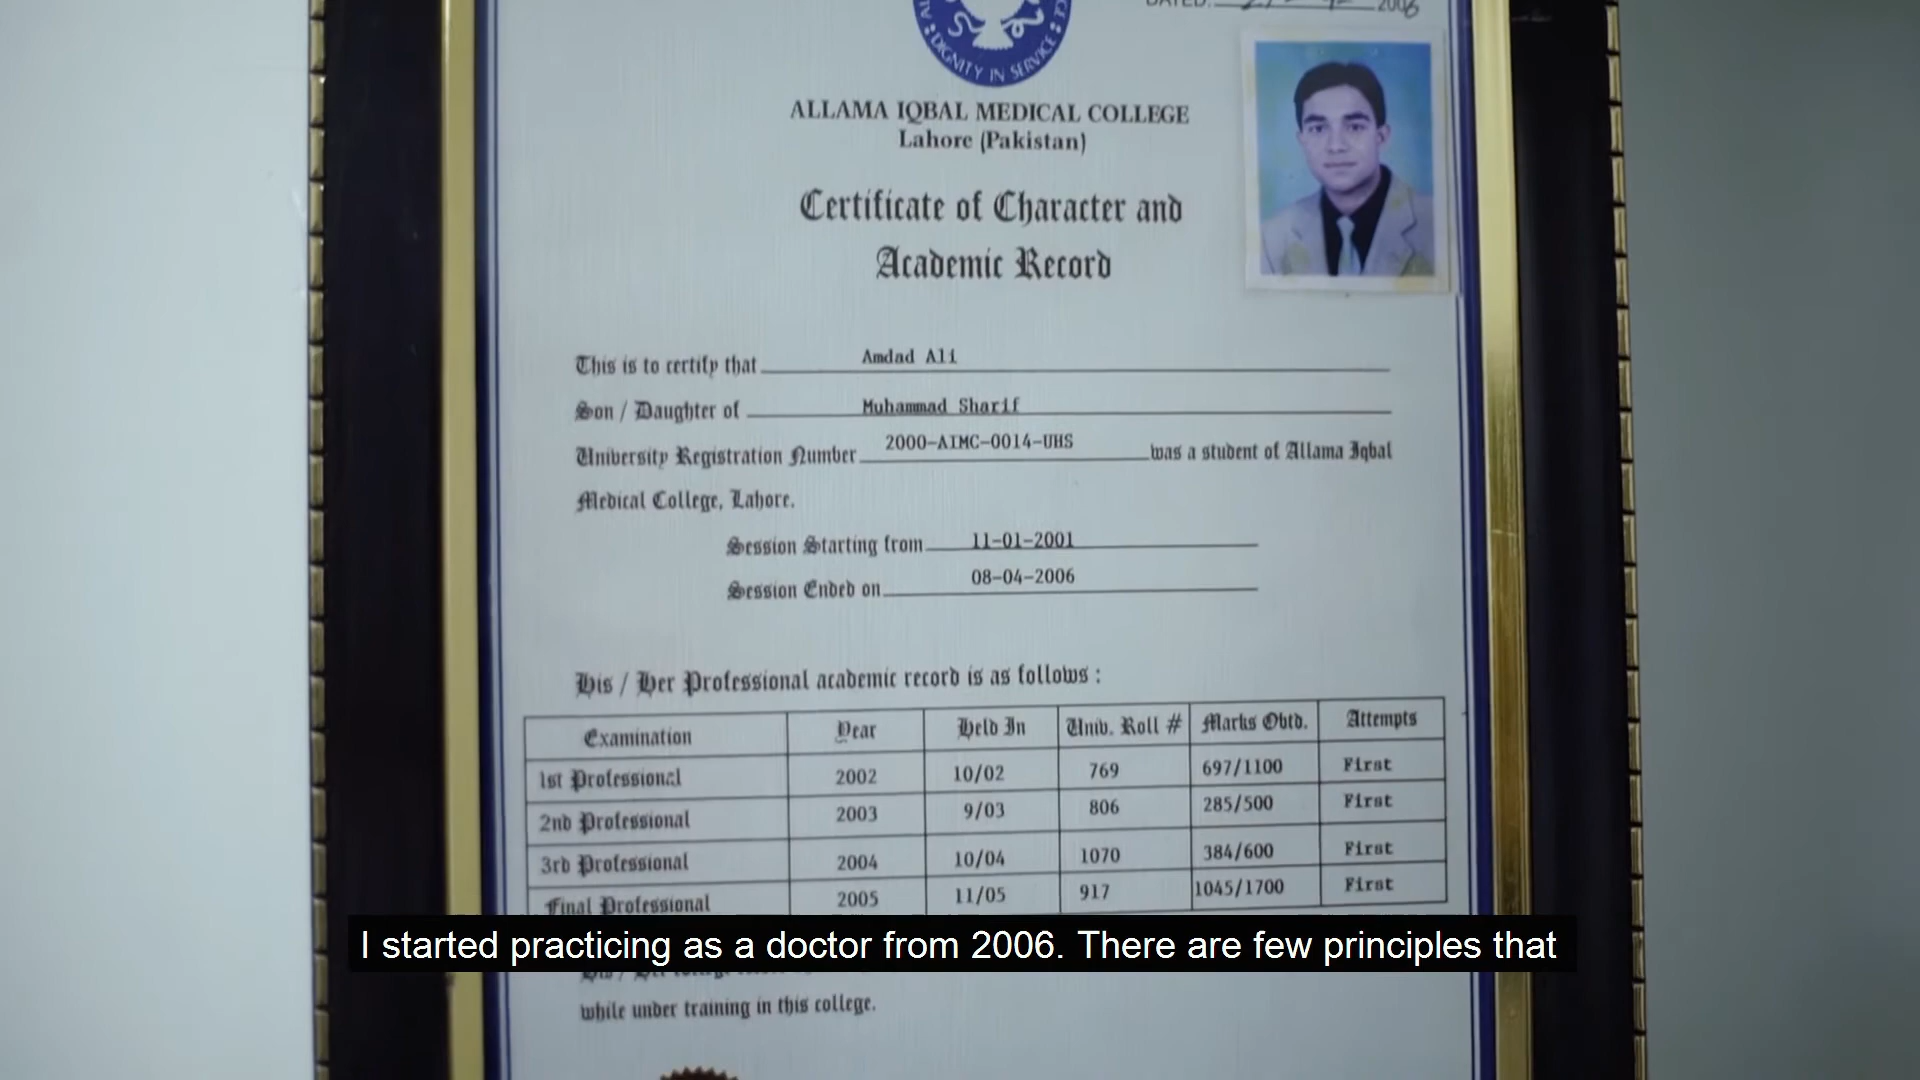 DATED: 2006
DIGNITY IN SERVICE
ALLAMA IQBAL MEDICAL COLLEGE
Lahore (Pakistan)
Certificate of Character and
Academic Record
This is to certify that Amdad Ali
Son / Daughter of Muhammad Sharif
University Registration Number 2000-AIMC-0014-UHS was a student of Allama Iqbal
Medical College, Lahore.
Session Starting from 11-01-2001
Session Ended on 08-04-2006
His / Her Professional academic record is as follows :
Examination Year Held In Univ. Roll # Marks Obtd. Attempts
1st Professional 2002 10/02 769 697/1100 First
2nd Professional 2003 9/03 806 285/500 First
3rd Professional 2004 10/04 1070 384/600 First
Final Professional 2005 11/05 917 1045/1700 First
I started practicing as a doctor from 2006. There are few principles that
His / Her
while under training in this college.